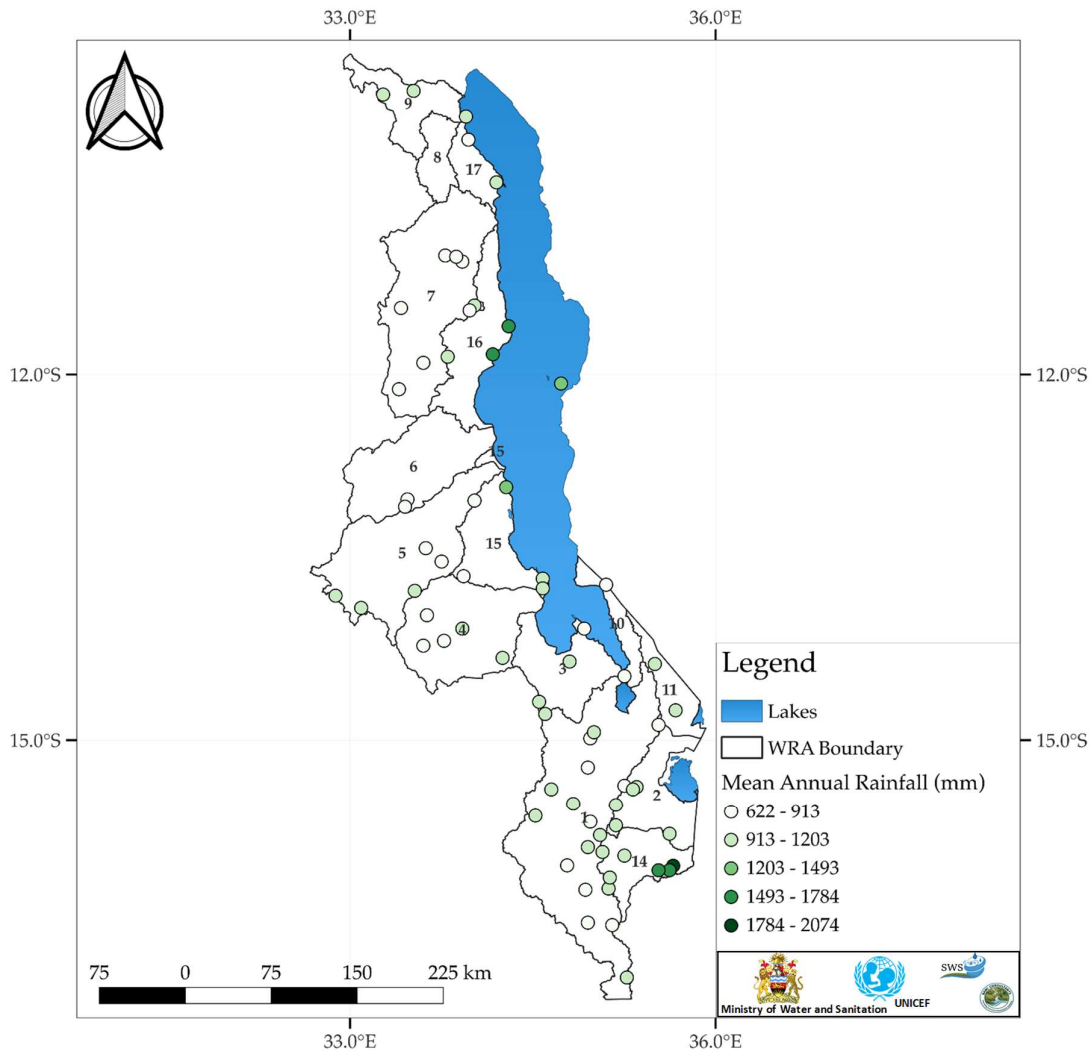 33.0°E
36.0°E
9
8
17
7
16
12.0°S
12.0°S
15
6
15
5
10
4
3
11
15.0°S
15.0°S
2
1
14
Legend
Lakes
WRA Boundary
Mean Annual Rainfall (mm)
622 - 913
913 - 1203
1203 - 1493
1493 - 1784
1784 - 2074
75
0
75
150
225 km
SWS
UNICEF
Ministry of Water and Sanitation
33.0°E
36.0°E